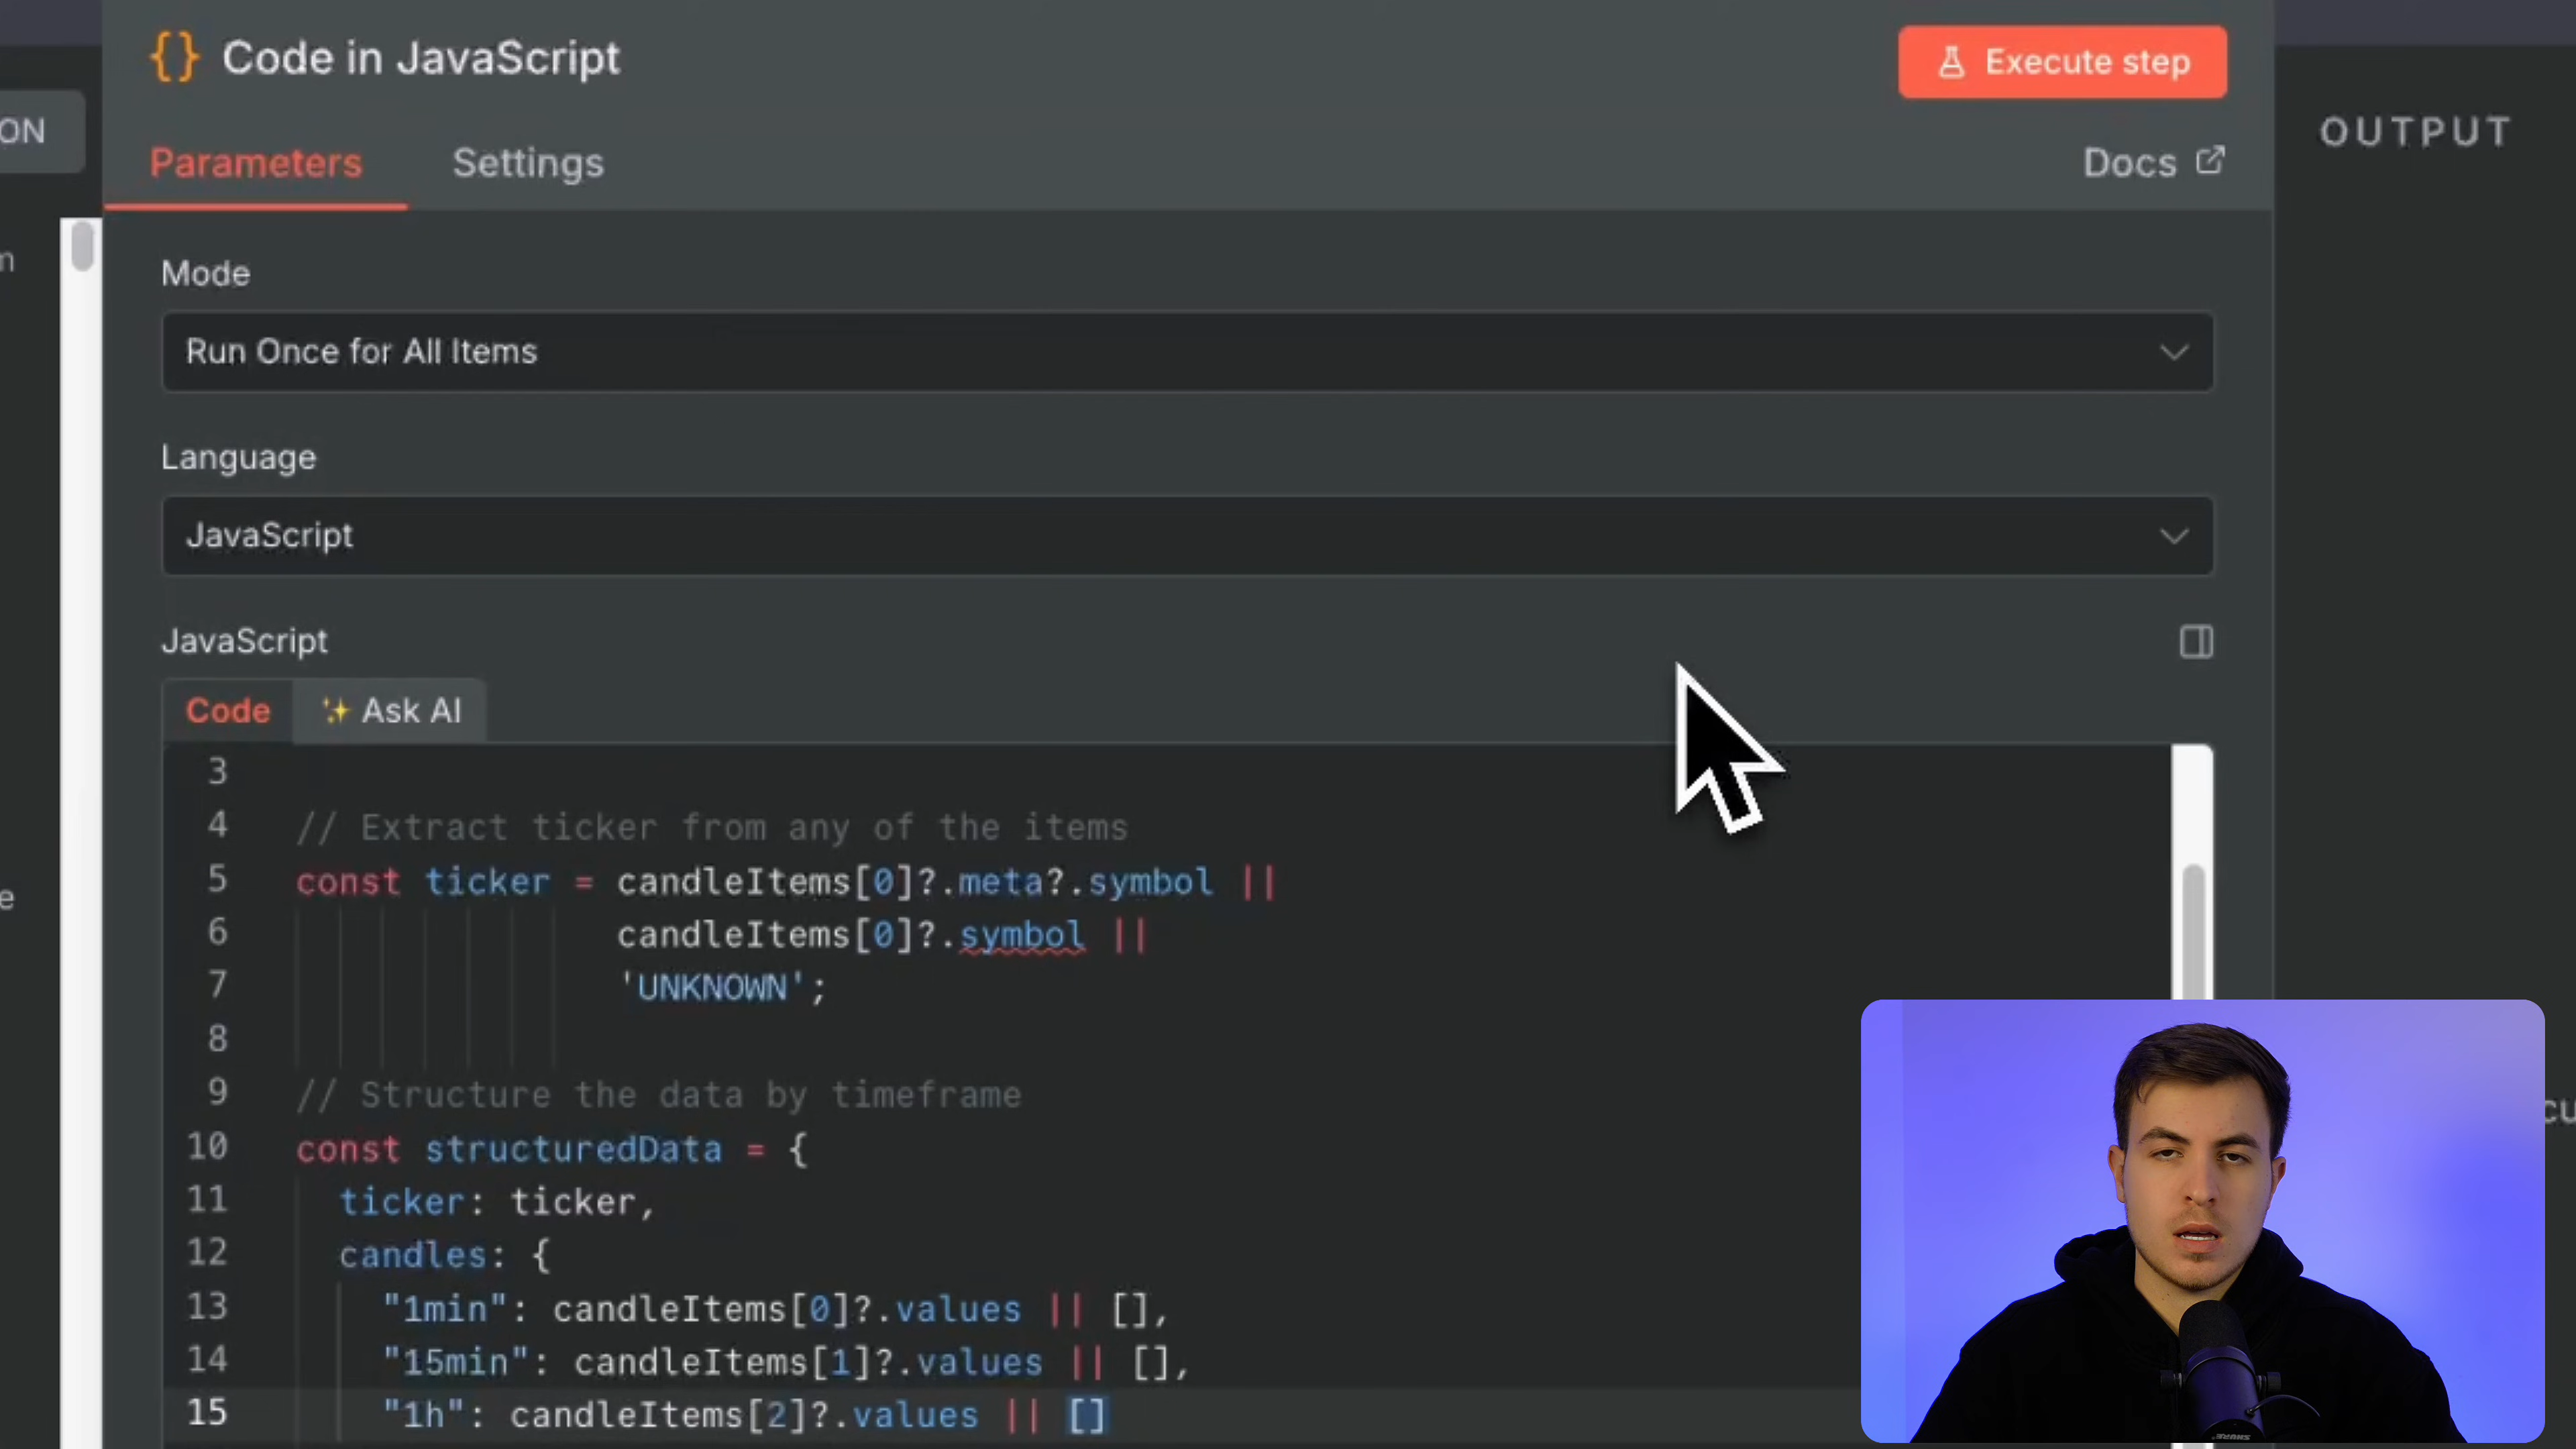 {} Code in JavaScript
Execute step
ON
OUTPUT
Parameters
Settings
Docs
Mode
Run Once for All Items
Language
JavaScript
JavaScript
Code
Ask AI
3
4 // Extract ticker from any of the items
5 const ticker = candleItems[0]?.meta?.symbol ||
6 candleItems[0]?.symbol ||
7 'UNKNOWN';
8
9 // Structure the data by timeframe
10 const structuredData = {
11 ticker: ticker,
12 candles: {
13 "1min": candleItems[0]?.values || [],
14 "15min": candleItems[1]?.values || [],
15 "1h": candleItems[2]?.values || []
e
cu